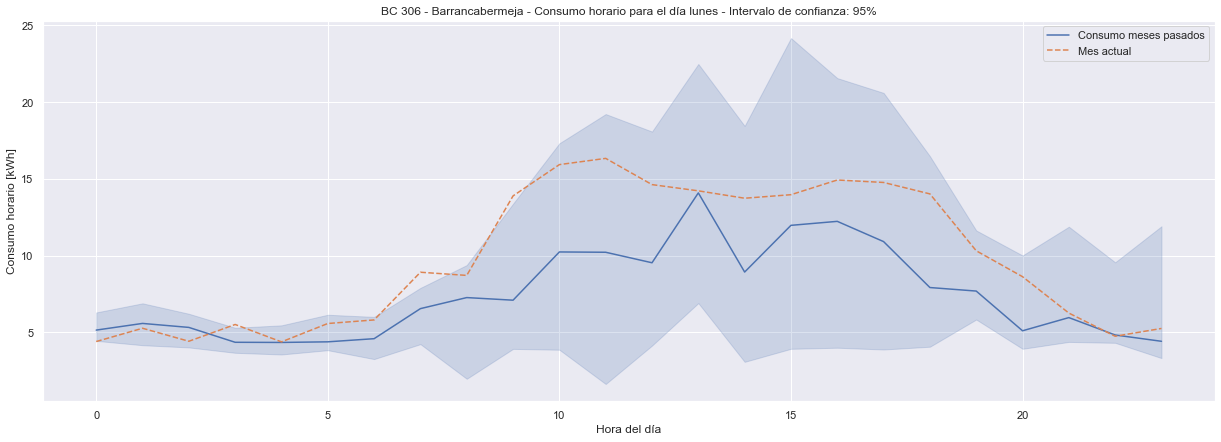 BC 306 - Barrancabermeja - Consumo horario para el día lunes - Intervalo de confianza: 95%
Consumo meses pasados
Mes actual
Consumo horario [kWh]
25
20
15
10
5
0 5 10 15 20
Hora del día